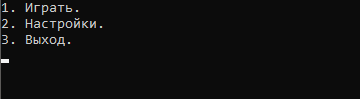 1. Играть.
2. Настройки.
3. Выход.